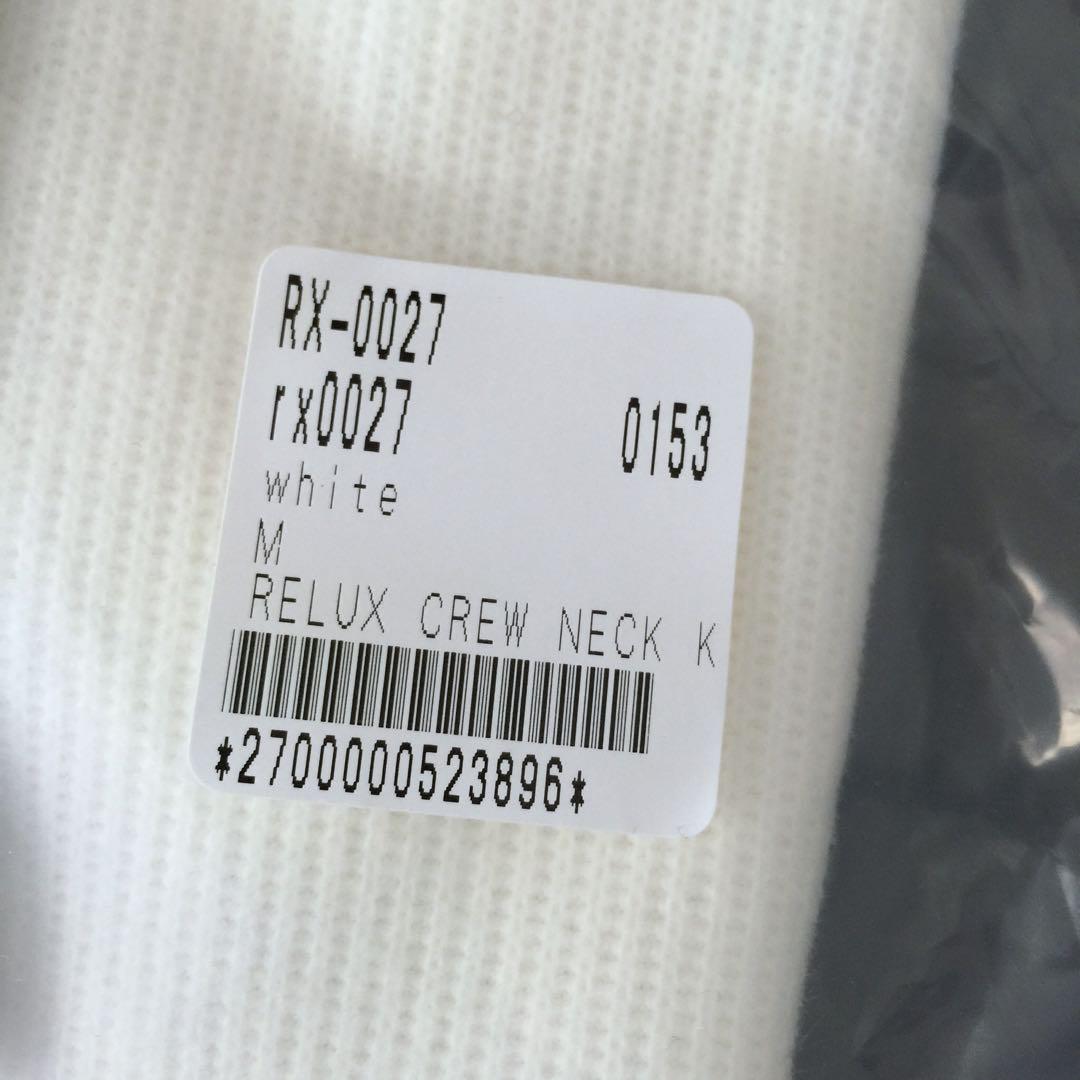 RX-0027
rx0027 0153
white
M
RELUX CREW NECK K
*2700000523896*